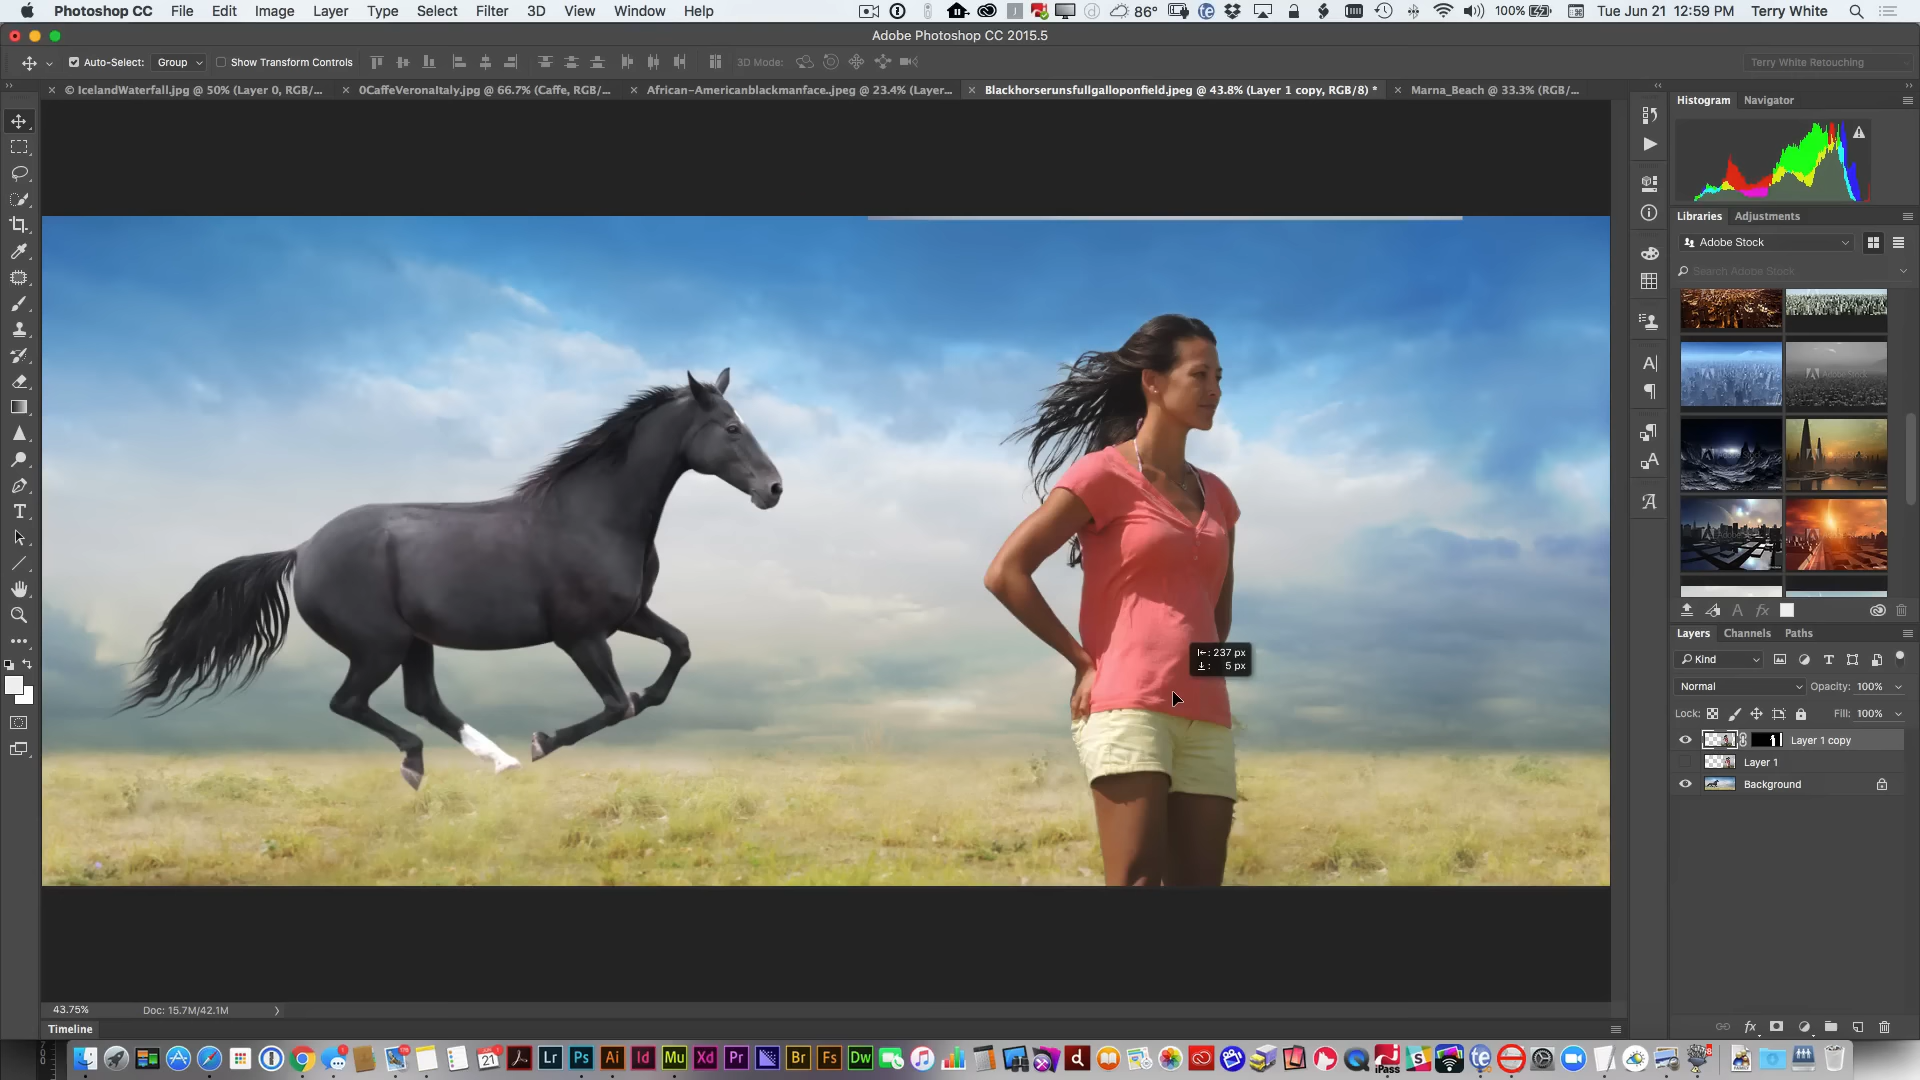 Photoshop CC File Edit Image Layer Type Select Filter 3D View Window Help 86° 100% Tue Jun 21 12:59 PM Terry White
Adobe Photoshop CC 2015.5
Auto-Select: Group Show Transform Controls 3D Mode: Terry White Retouching
© IcelandWaterfall.jpg @ 50% (Layer 0, RGB/... 0CaffeVeronaItaly.jpg @ 66.7% (Caffe, RGB/... African-Americanblackmanface..jpeg @ 23.4% (Layer... Blackhorserunsfullgalloponfield.jpeg @ 43.8% (Layer 1 copy, RGB/8) * Marna_Beach @ 33.3% (RGB/...
Histogram Navigator
Libraries Adjustments
Adobe Stock
Search Adobe Stock
Layers Channels Paths
Kind
Normal Opacity: 100%
Lock: Fill: 100%
Layer 1 copy
Layer 1
Background
: 237 px
: 5 px
43.75% Doc: 15.7M/42.1M
Timeline
Lr Ps Ai Id Mu Xd Pr Br Fs Dw iPass